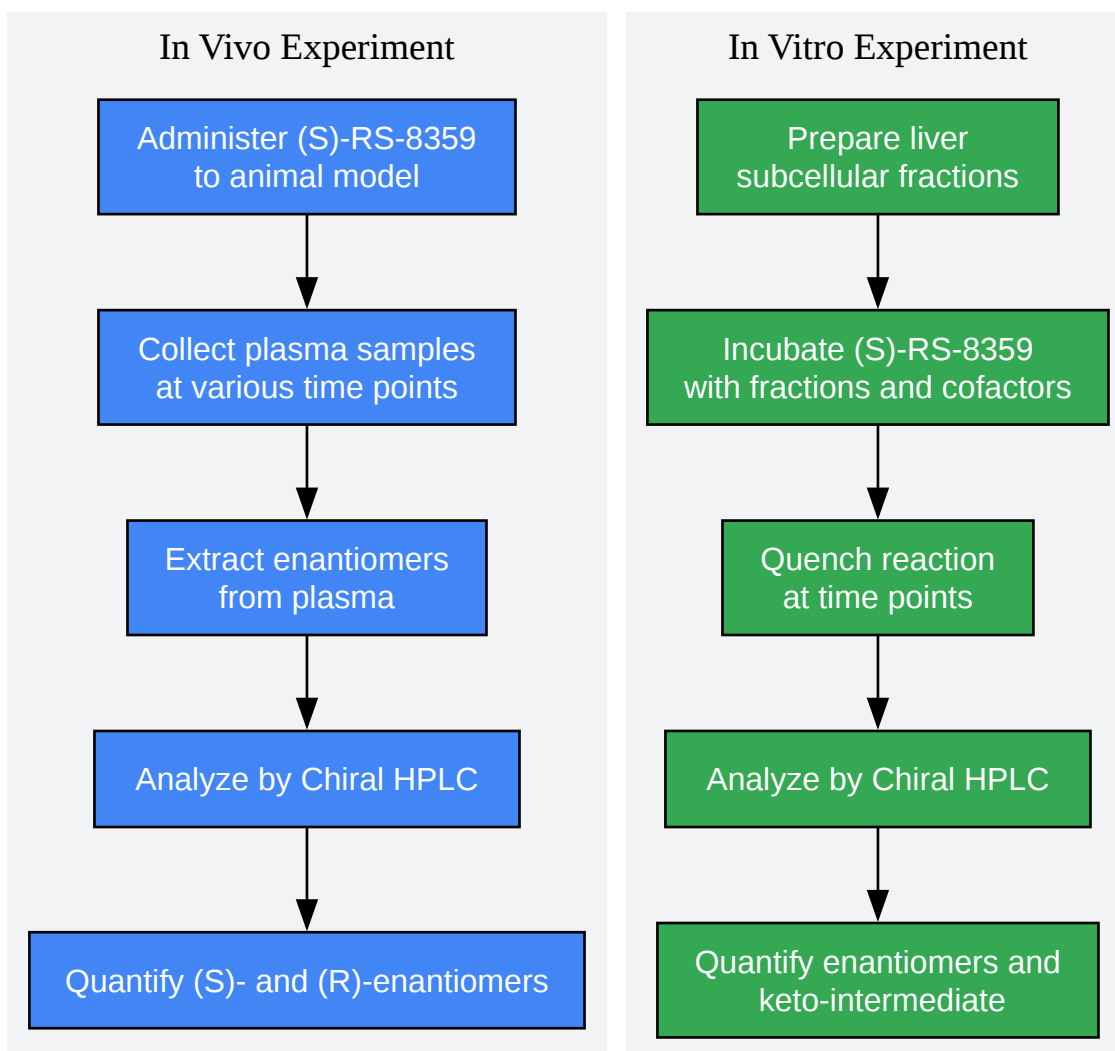 In Vivo Experiment
Administer (S)-RS-8359
to animal model
Collect plasma samples
at various time points
Extract enantiomers
from plasma
Analyze by Chiral HPLC
Quantify (S)- and (R)-enantiomers
In Vitro Experiment
Prepare liver
subcellular fractions
Incubate (S)-RS-8359
with fractions and cofactors
Quench reaction
at time points
Analyze by Chiral HPLC
Quantify enantiomers and
keto-intermediate